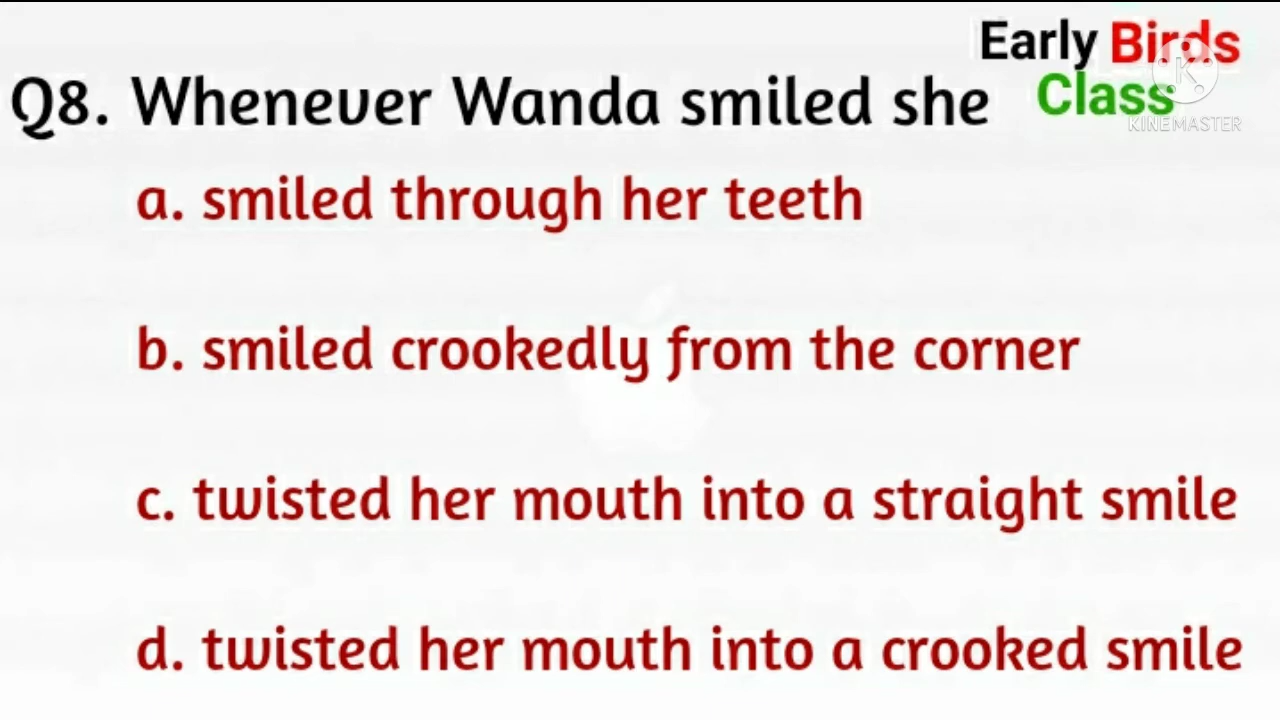 Early Birds
Class
KINEMASTER
Q8. Whenever Wanda smiled she
a. smiled through her teeth
b. smiled crookedly from the corner
c. twisted her mouth into a straight smile
d. twisted her mouth into a crooked smile